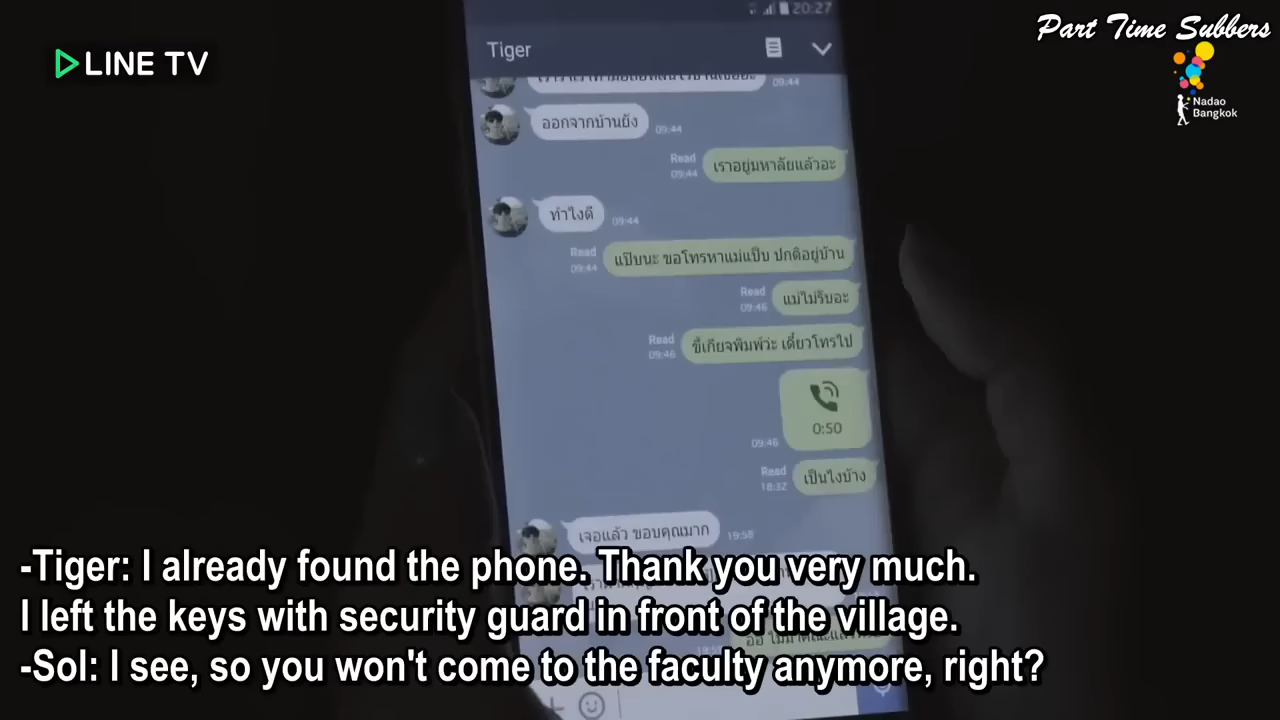 20:27
Part Time Subbers
Tiger
LINE TV
Nadao
Bangkok
09:44
ออกจากบ้านยัง
09:44
Read
เราอยู่มหาลัยแล้วอะ
09:44
ทำไงดี
09:44
Read
แป๊บนะ ขอโทรหาแม่แป๊บ ปกติอยู่บ้าน
09:44
Read
แม่ไม่รับอะ
09:46
Read
ขี้เกียจพิมพ์ว่ะ เดี๋ยวโทรไป
09:46
0:50
09:46
Read
เป็นไงบ้าง
18:32
เจอแล้ว ขอบคุณมาก
19:58
-Tiger: I already found the phone. Thank you very much.
I left the keys with security guard in front of the village.
-Sol: I see, so you won't come to the faculty anymore, right?